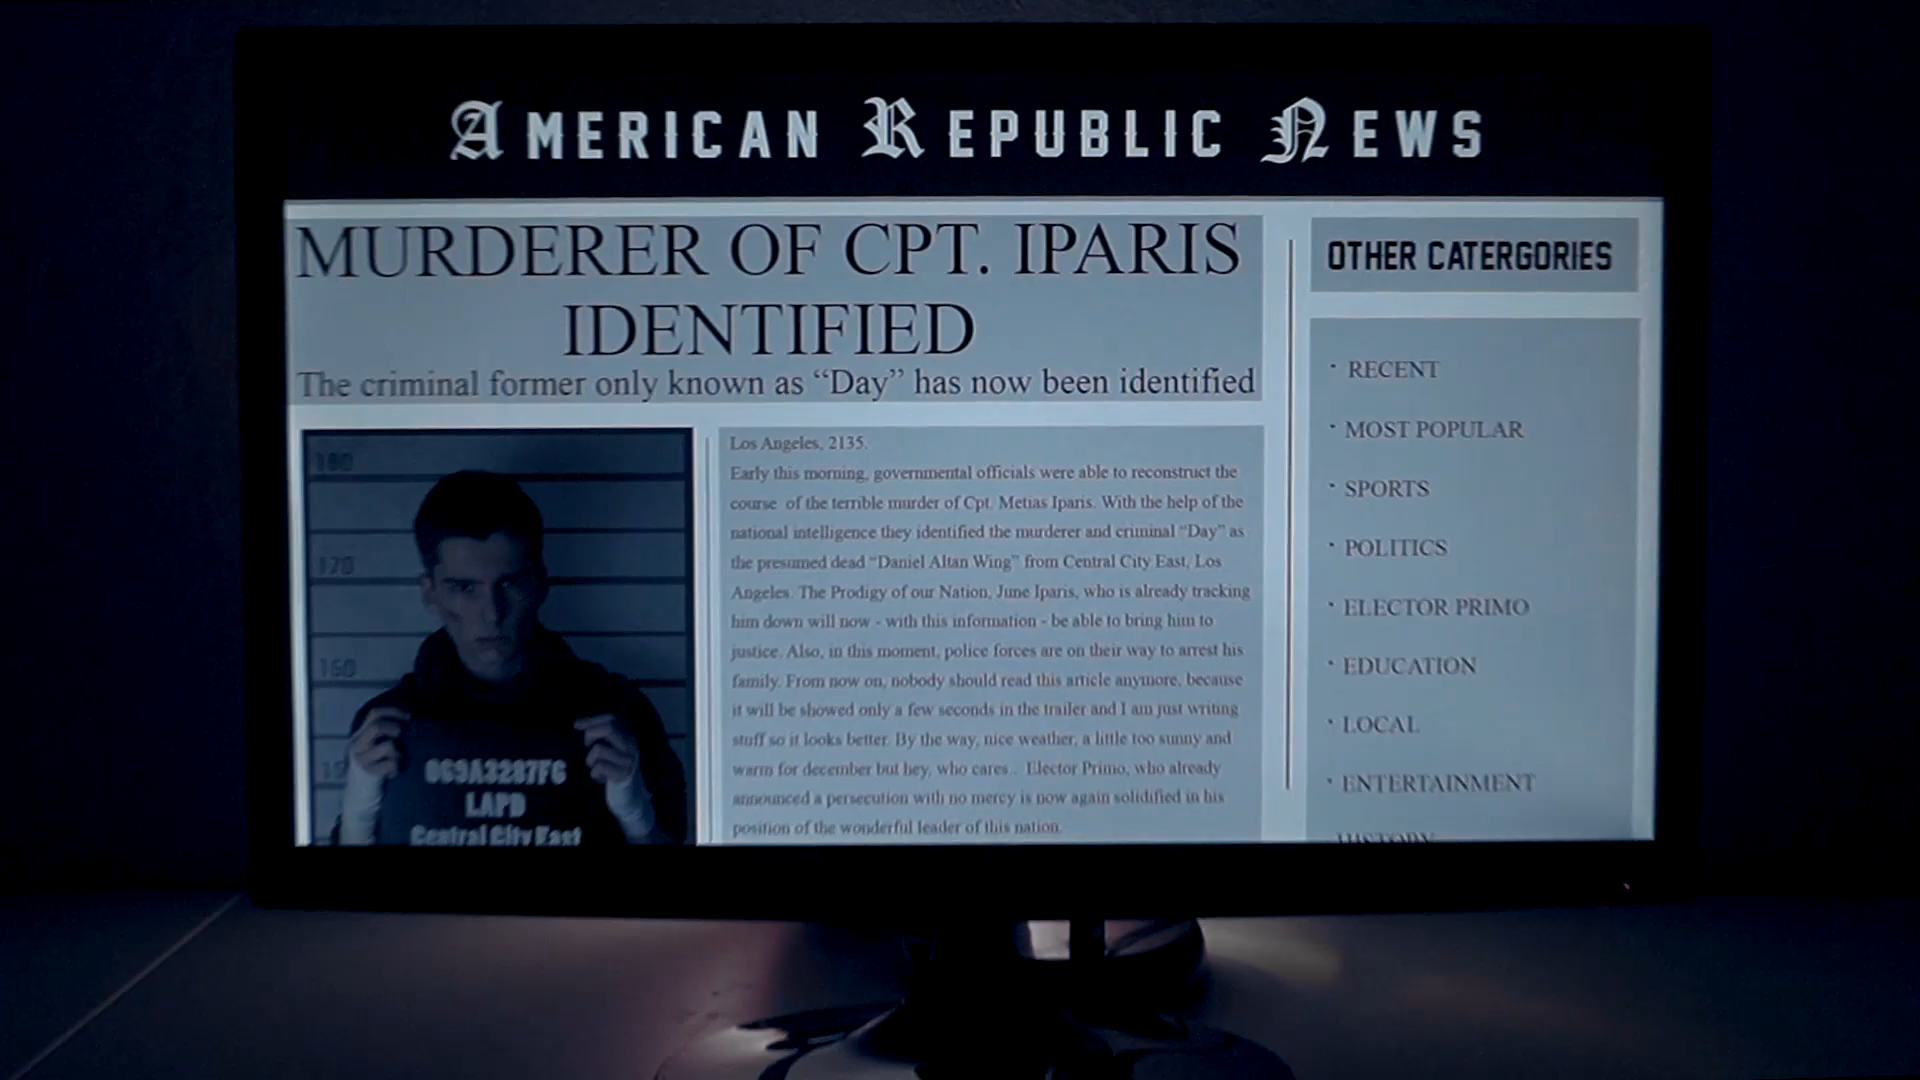 AMERICAN REPUBLIC NEWS
MURDERER OF CPT. IPARIS
IDENTIFIED
The criminal former only known as “Day” has now been identified
180
170
160
069A3287F6
LAPD
Central City East
Los Angeles, 2135.
Early this morning, governmental officials were able to reconstruct the
course of the terrible murder of Cpt. Metias Iparis. With the help of the
national intelligence they identified the murderer and criminal “Day” as
the presumed dead “Daniel Altan Wing” from Central City East, Los
Angeles. The Prodigy of our Nation, June Iparis, who is already tracking
him down will now - with this information - be able to bring him to
justice. Also, in this moment, police forces are on their way to arrest his
family. From now on, nobody should read this article anymore, because
it will be showed only a few seconds in the trailer and I am just writing
stuff so it looks better. By the way, nice weather, a little too sunny and
warm for december but hey, who cares... Elector Primo, who already
announced a persecution with no mercy is now again solidified in his
position of the wonderful leader of this nation.
OTHER CATERGORIES
· RECENT
· MOST POPULAR
· SPORTS
· POLITICS
· ELECTOR PRIMO
· EDUCATION
· LOCAL
· ENTERTAINMENT
HISTORY